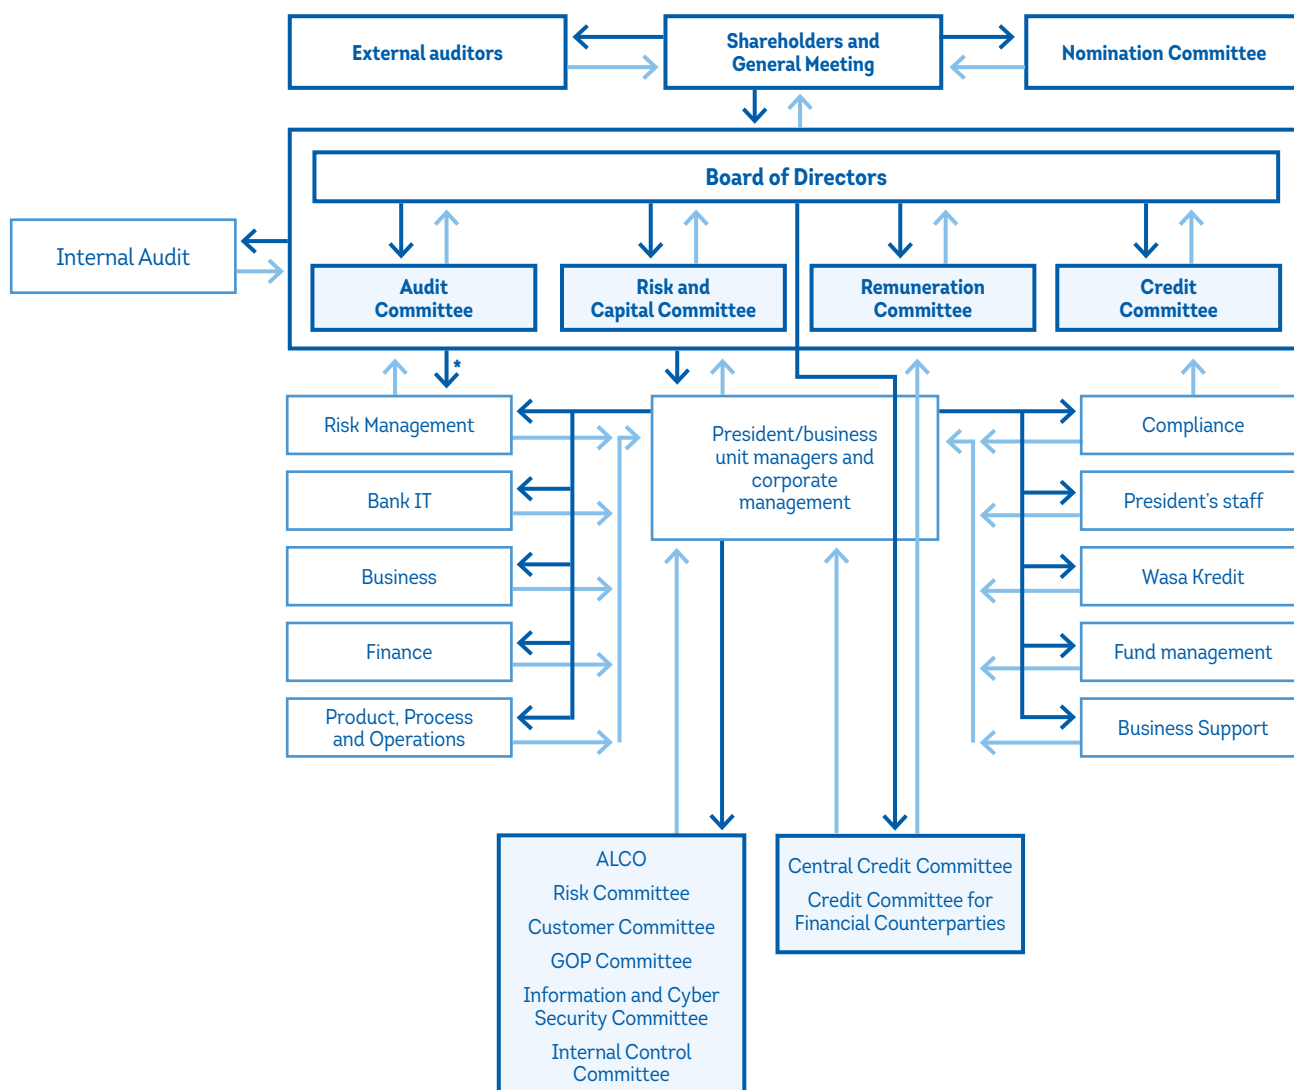 External auditors
Shareholders and
General Meeting
Nomination Committee
Board of Directors
Internal Audit
Audit
Committee
Risk and
Capital Committee
Remuneration
Committee
Credit
Committee
*
Risk Management
Bank IT
Business
Finance
Product, Process
and Operations
President/business
unit managers and
corporate
management
Compliance
President's staff
Wasa Kredit
Fund management
Business Support
ALCO
Risk Committee
Customer Committee
GOP Committee
Information and Cyber
Security Committee
Internal Control
Committee
Central Credit Committee
Credit Committee for
Financial Counterparties